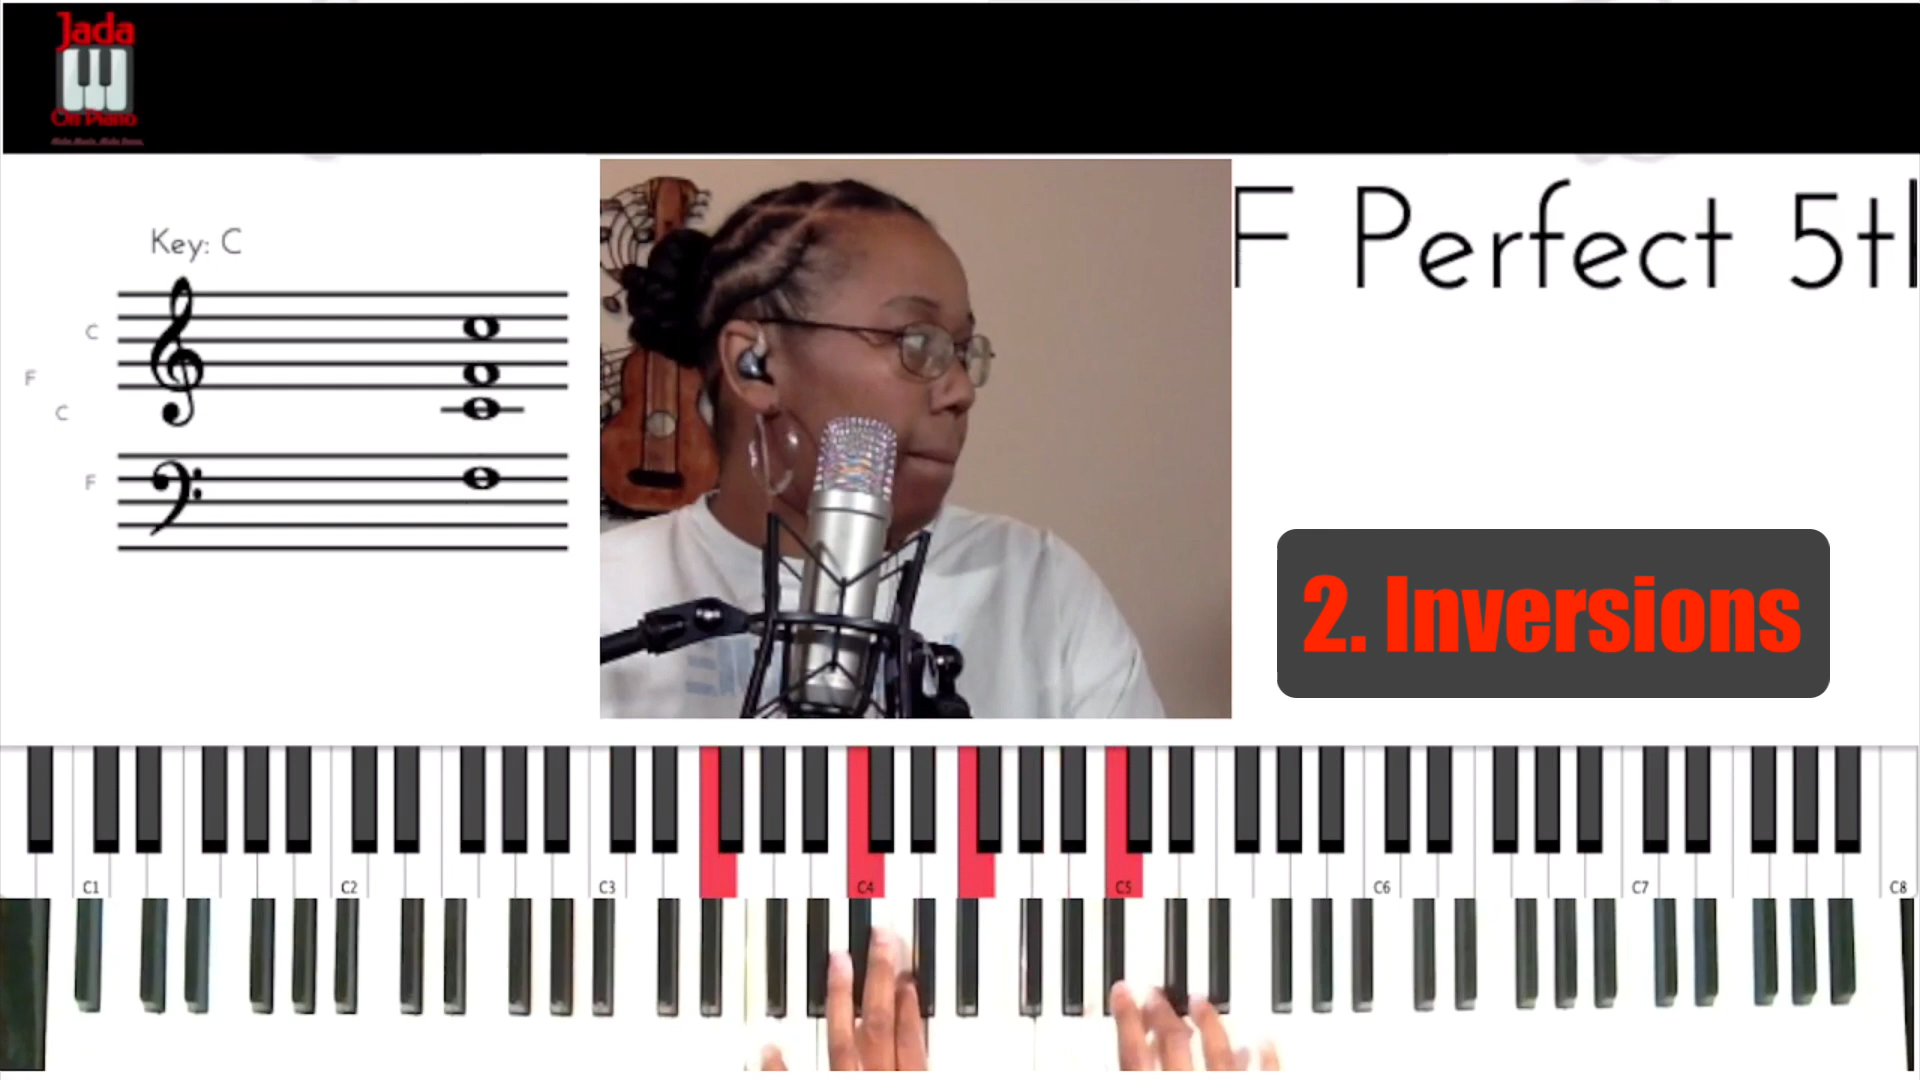 Jada
On Piano
F Perfect 5t
Key: C
C
F
C
F
2. Inversions
C1 C2 C3 C4 C5 C6 C7 C8